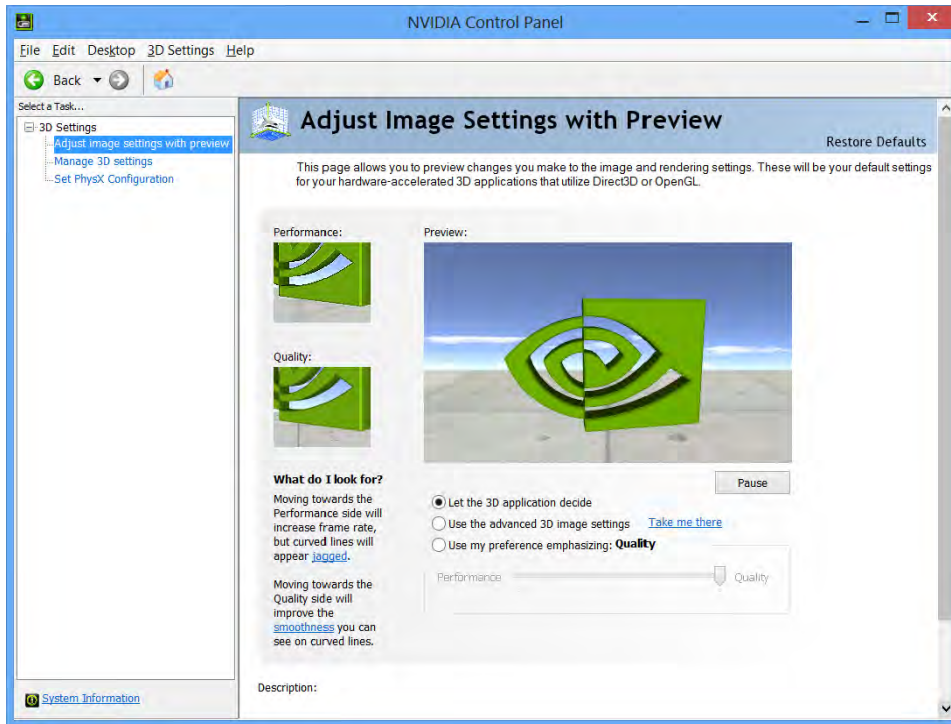 NVIDIA Control Panel
File Edit Desktop 3D Settings Help
Back
Select a Task...
3D Settings
Adjust image settings with preview
Manage 3D settings
Set PhysX Configuration
System Information
Adjust Image Settings with Preview
Restore Defaults
This page allows you to preview changes you make to the image and rendering settings. These will be your default settings
for your hardware-accelerated 3D applications that utilize Direct3D or OpenGL.
Performance:
Quality:
What do I look for?
Moving towards the
Performance side will
increase frame rate,
but curved lines will
appear jagged.
Moving towards the
Quality side will
improve the
smoothness you can
see on curved lines.
Preview:
Pause
Let the 3D application decide
Use the advanced 3D image settings Take me there
Use my preference emphasizing: Quality
Performance Quality
Description: